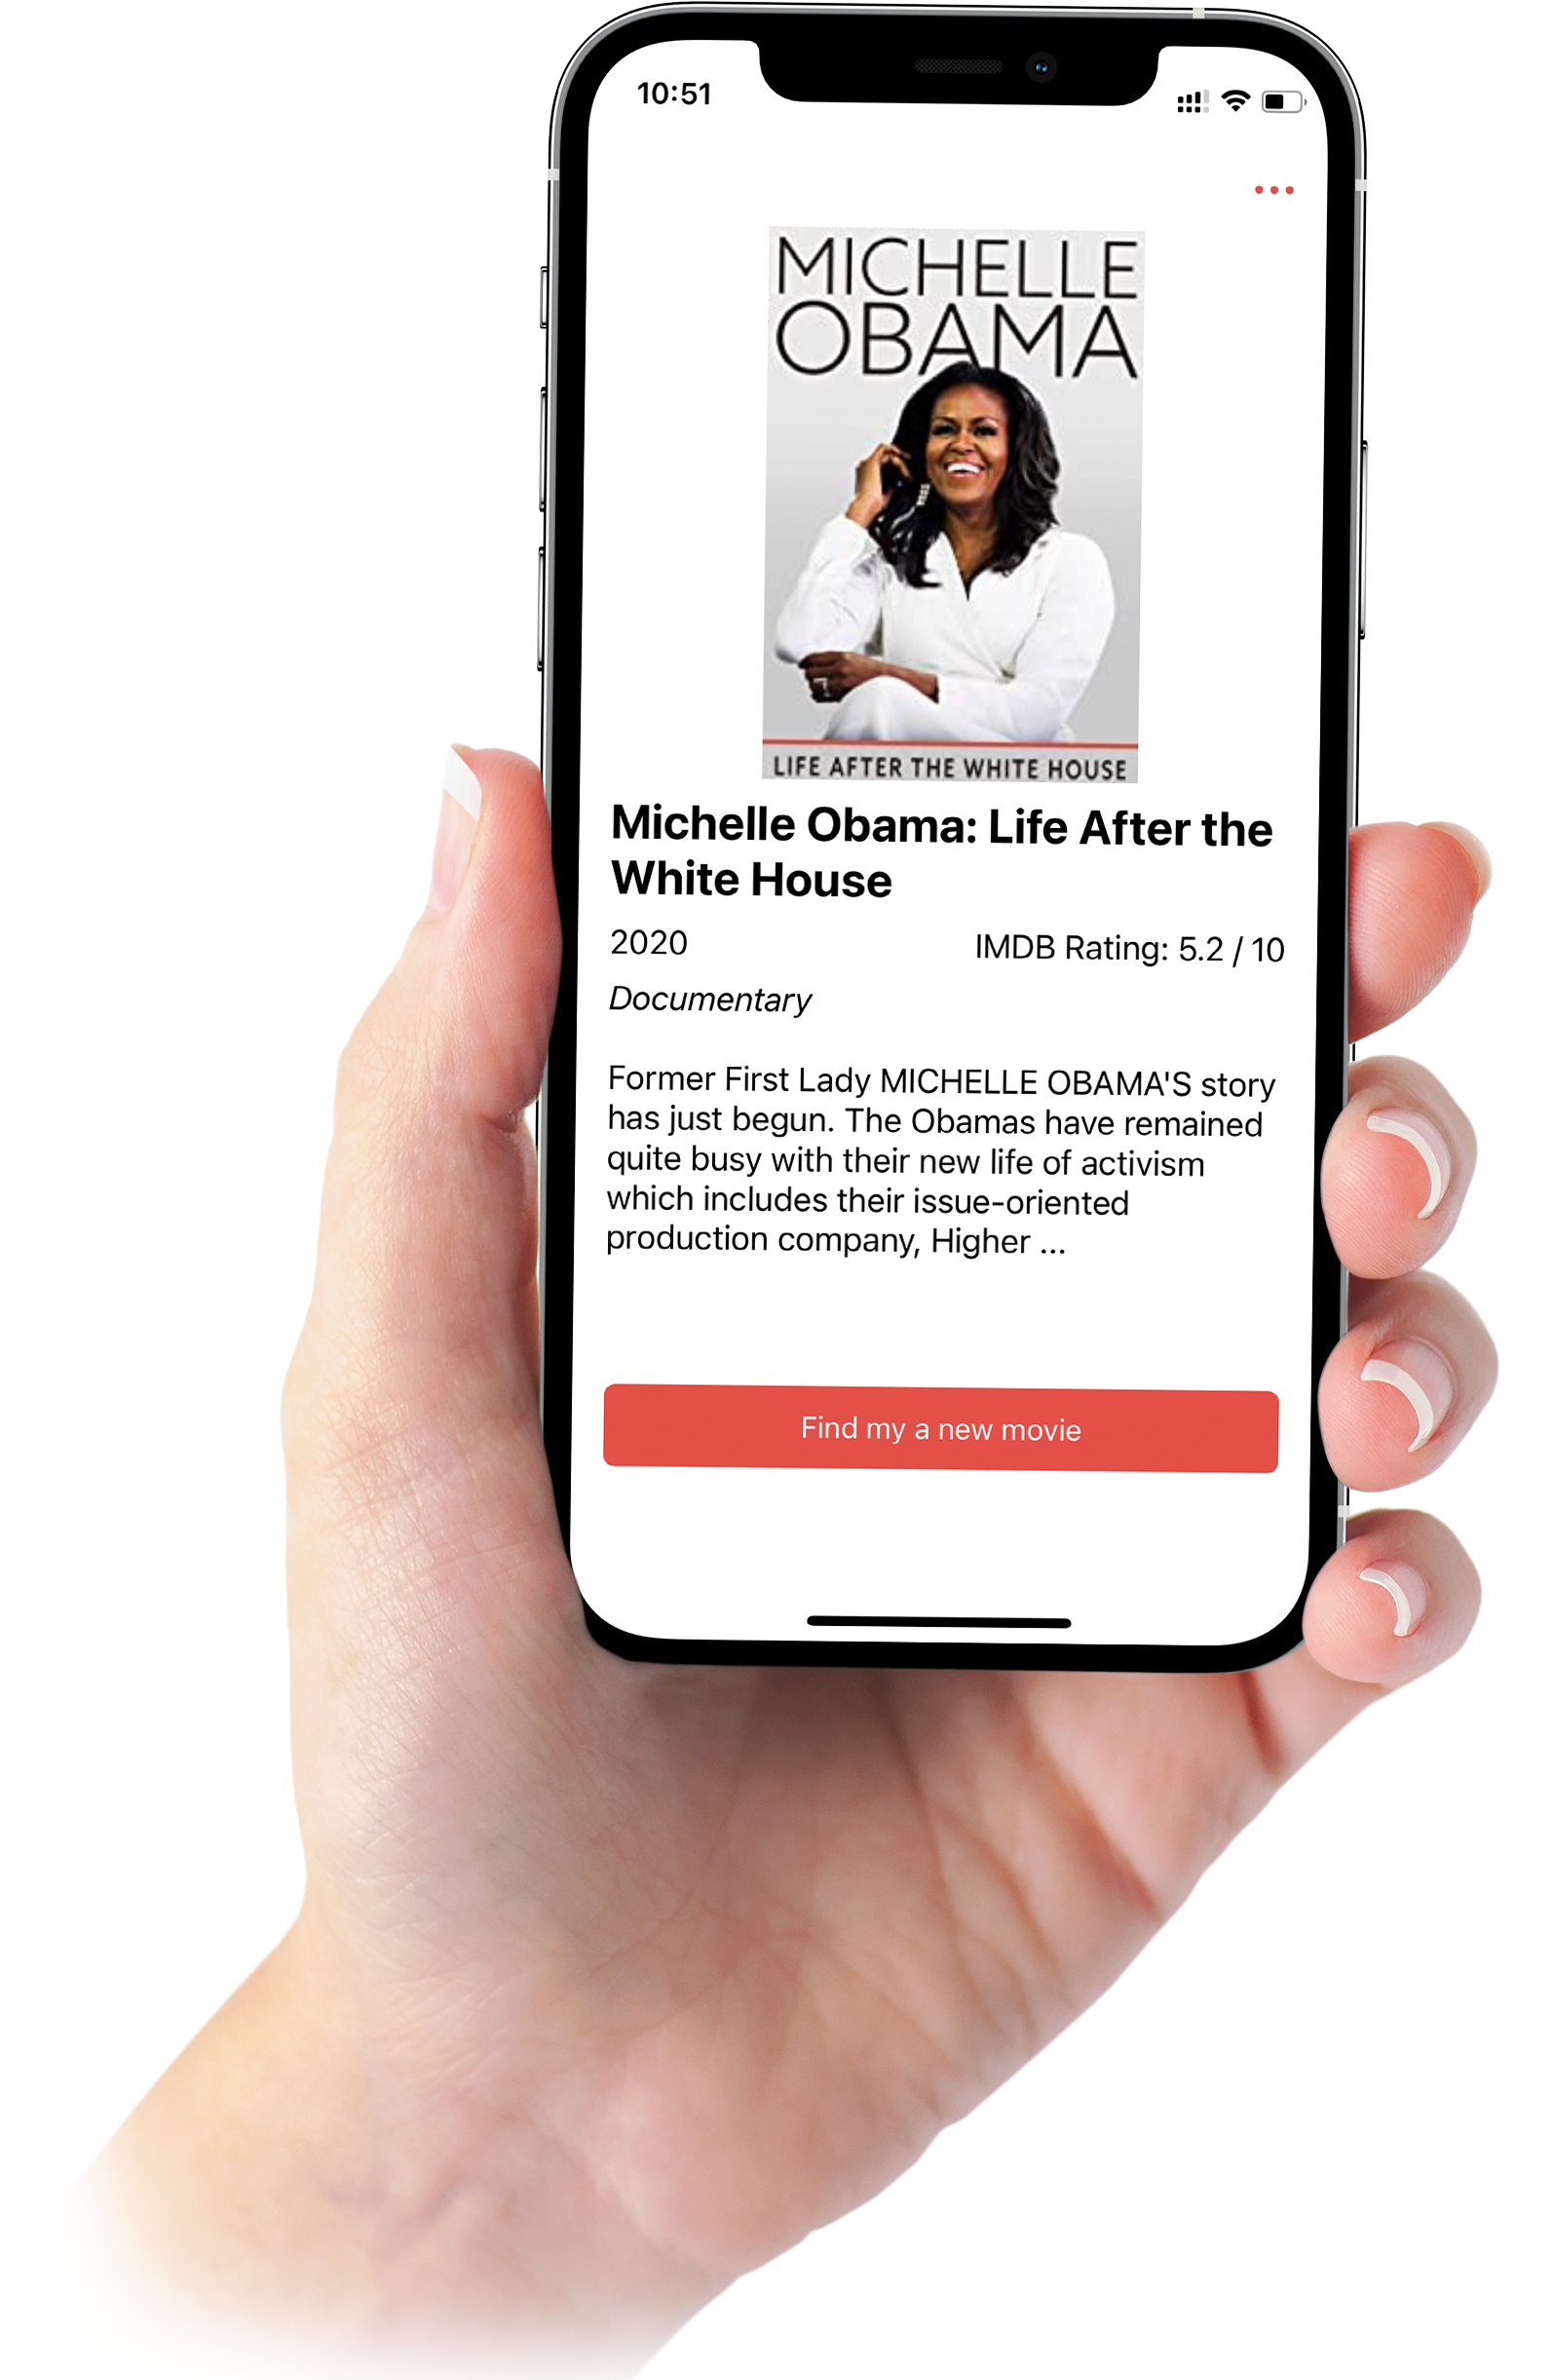 10:51
MICHELLE
OBAMA
LIFE AFTER THE WHITE HOUSE
Michelle Obama: Life After the
White House
2020
IMDB Rating: 5.2 / 10
Documentary
Former First Lady MICHELLE OBAMA'S story
has just begun. The Obamas have remained
quite busy with their new life of activism
which includes their issue-oriented
production company, Higher ...
Find my a new movie